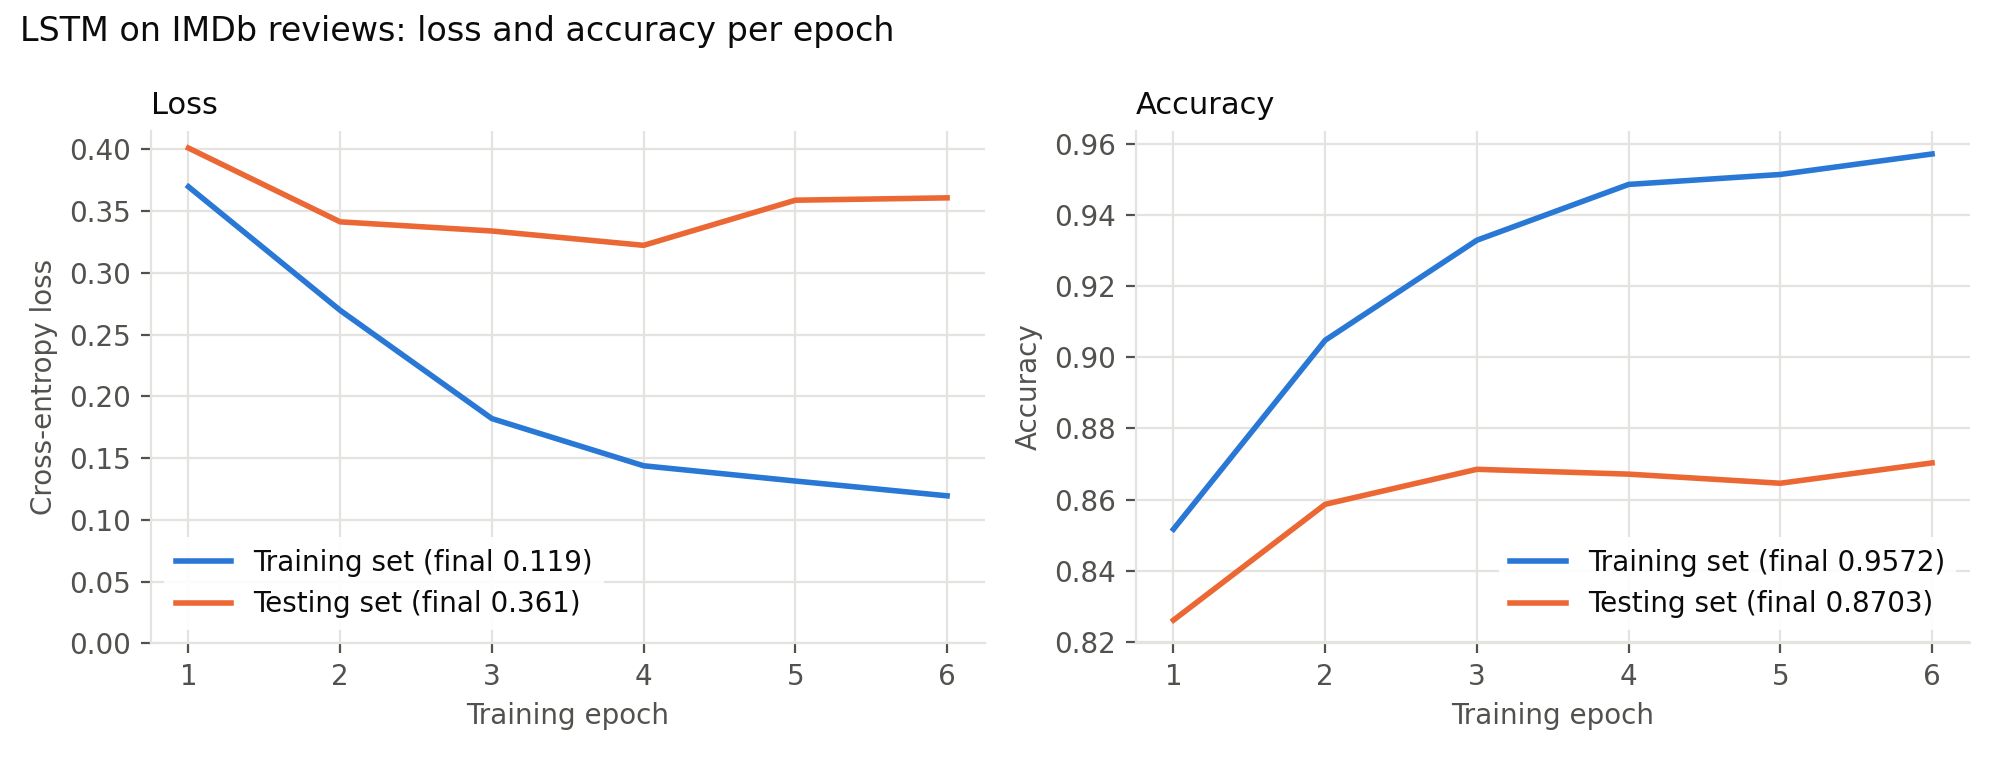 LSTM on IMDb reviews: loss and accuracy per epoch
Loss
Cross-entropy loss
0.40
0.35
0.30
0.25
0.20
0.15
0.10
0.05
0.00
Training set (final 0.119)
Testing set (final 0.361)
1 2 3 4 5 6
Training epoch
Accuracy
Accuracy
0.96
0.94
0.92
0.90
0.88
0.86
0.84
0.82
Training set (final 0.9572)
Testing set (final 0.8703)
1 2 3 4 5 6
Training epoch